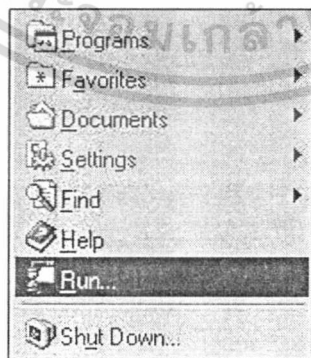 Programs
Favorites
Documents
Settings
Find
Help
Run...
Shut Down...